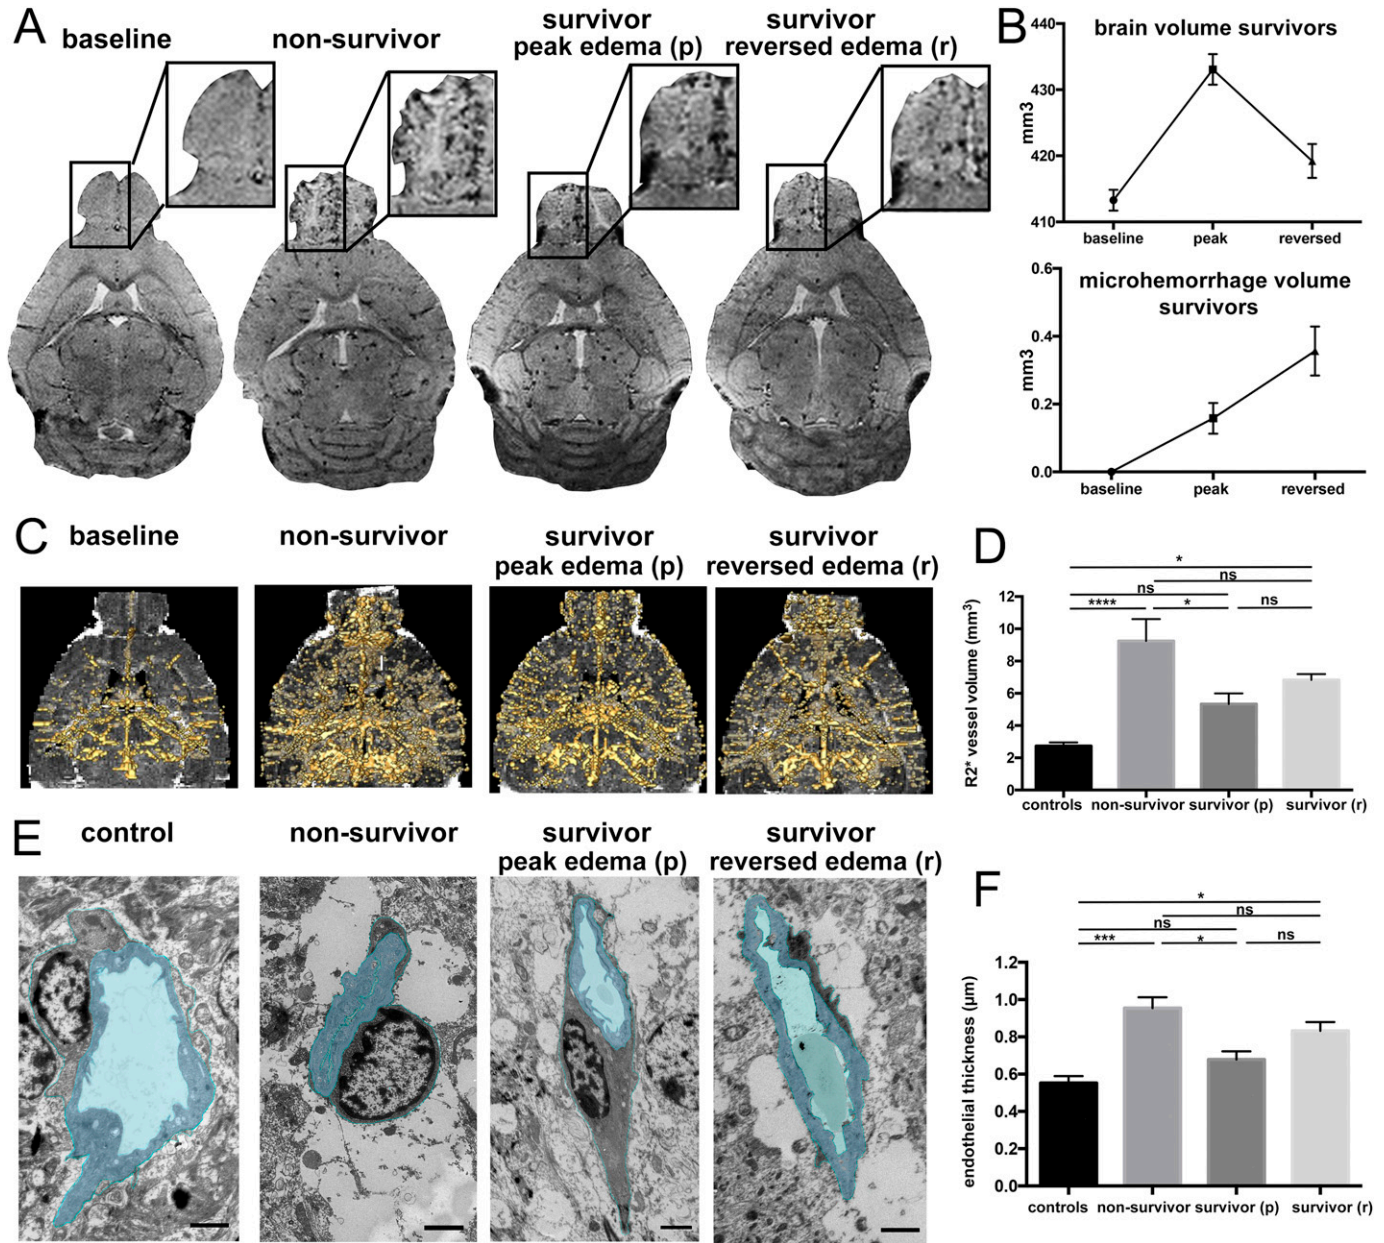 A
baseline
non-survivor
survivor
peak edema (p)
survivor
reversed edema (r)
B
brain volume survivors
440
430
420
410
mm3
baseline
peak
reversed
microhemorrhage volume
survivors
0.6
0.4
0.2
0.0
mm3
baseline
peak
reversed
C
baseline
non-survivor
survivor
peak edema (p)
survivor
reversed edema (r)
D
*
ns
ns
****
*
ns
12
10
8
6
4
2
0
R2* vessel volume (mm³)
controls
non-survivor
survivor (p)
survivor (r)
E
control
non-survivor
survivor
peak edema (p)
survivor
reversed edema (r)
F
*
ns
ns
***
*
ns
1.2
1.0
0.8
0.6
0.4
0.2
0.0
endothelial thickness (µm)
controls
non-survivor
survivor (p)
survivor (r)